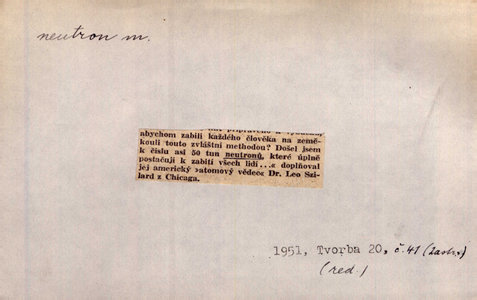 neutron m.
abychom zabili každého člověka na země-
kouli touto zvláštní methodou? Došel jsem
k číslu asi 50 tun neutronů, které úplně
postačují k zabití všech lidí...« doplňoval
jej americký »atomový vědec« Dr. Leo Szi-
lard z Chicaga.
1951, Tvorba 20, č. 41 (zadn.)
(red.)